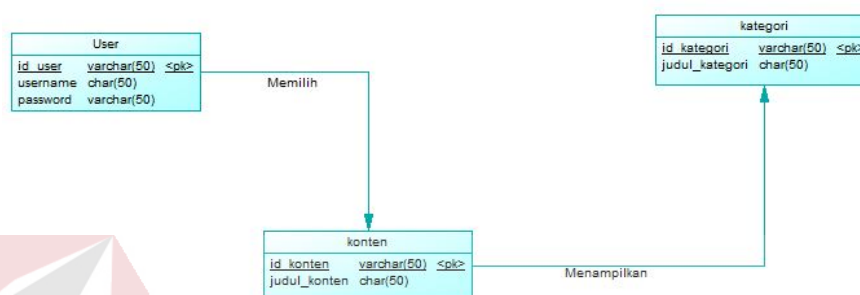 User
id_user varchar(50) <pk>
username char(50)
password varchar(50)
Memilih
kategori
id_kategori varchar(50) <pk>
judul_kategori char(50)
konten
id_konten varchar(50) <pk>
judul_konten char(50)
Menampilkan